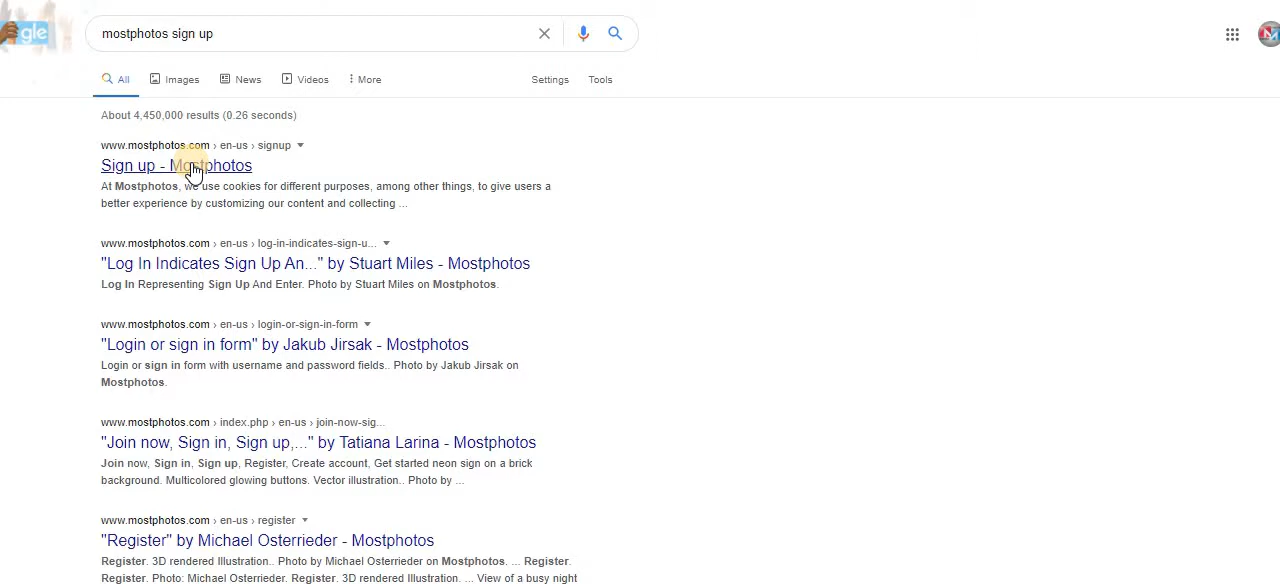 gle
mostphotos sign up
All Images News Videos More Settings Tools
About 4,450,000 results (0.26 seconds)
www.mostphotos.com › en-us › signup
Sign up - Mostphotos
At Mostphotos, we use cookies for different purposes, among other things, to give users a
better experience by customizing our content and collecting ...
www.mostphotos.com › en-us › log-in-indicates-sign-u...
"Log In Indicates Sign Up An..." by Stuart Miles - Mostphotos
Log In Representing Sign Up And Enter. Photo by Stuart Miles on Mostphotos.
www.mostphotos.com › en-us › login-or-sign-in-form
"Login or sign in form" by Jakub Jirsak - Mostphotos
Login or sign in form with username and password fields.. Photo by Jakub Jirsak on
Mostphotos.
www.mostphotos.com › index.php › en-us › join-now-sig...
"Join now, Sign in, Sign up,..." by Tatiana Larina - Mostphotos
Join now, Sign in, Sign up, Register, Create account, Get started neon sign on a brick
background. Multicolored glowing buttons. Vector illustration.. Photo by ...
www.mostphotos.com › en-us › register
"Register" by Michael Osterrieder - Mostphotos
Register. 3D rendered Illustration.. Photo by Michael Osterrieder on Mostphotos. ... Register.
Register. Photo: Michael Osterrieder. Register. 3D rendered Illustration. ... View of a busy night